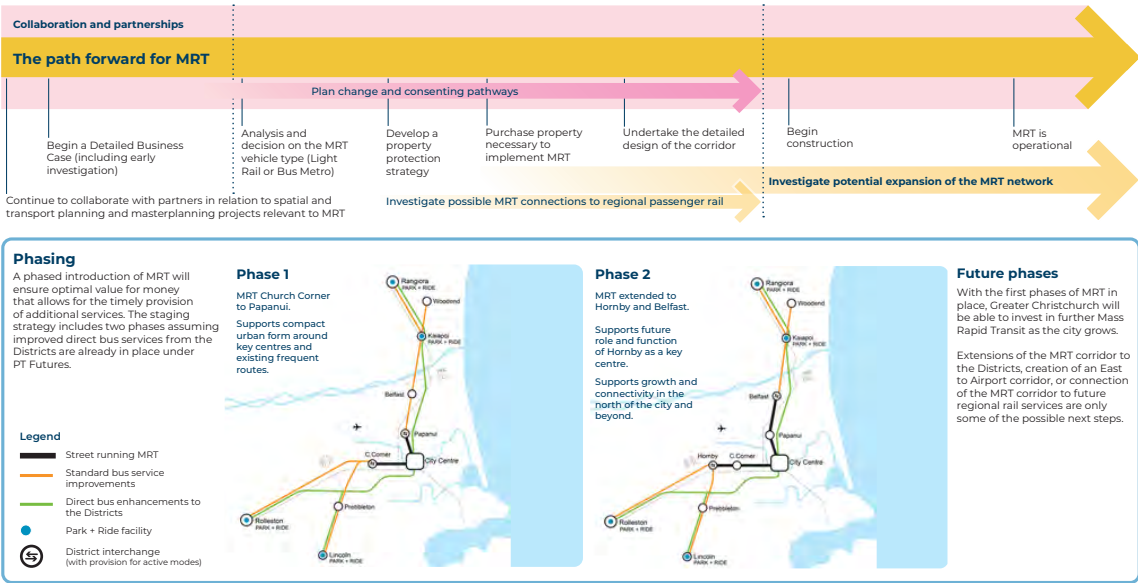 Collaboration and partnerships
The path forward for MRT
Plan change and consenting pathways
Begin a Detailed Business
Case (including early
investigation)
Analysis and
decision on the MRT
vehicle type (Light
Rail or Bus Metro)
Develop a
property
protection
strategy
Purchase property
necessary to
implement MRT
Undertake the detailed
design of the corridor
Begin
construction
MRT is
operational
Continue to collaborate with partners in relation to spatial and
transport planning and masterplanning projects relevant to MRT
Investigate possible MRT connections to regional passenger rail
Investigate potential expansion of the MRT network
Phasing
A phased introduction of MRT will
ensure optimal value for money
that allows for the timely provision
of additional services. The staging
strategy includes two phases assuming
improved direct bus services from the
Districts are already in place under
PT Futures.
Legend
Street running MRT
Standard bus service
improvements
Direct bus enhancements to
the Districts
Park + Ride facility
District interchange
(with provision for active modes)
Phase 1
MRT Church Corner
to Papanui.
Supports compact
urban form around
key centres and
existing frequent
routes.
Rangiora
PARK + RIDE
Woodend
Kaiapoi
PARK + RIDE
Belfast
Papanui
C.Corner
City Centre
Prebbleton
Rolleston
PARK + RIDE
Lincoln
PARK + RIDE
Phase 2
MRT extended to
Hornby and Belfast.
Supports future
role and function
of Hornby as a key
centre.
Supports growth and
connectivity in the
north of the city and
beyond.
Rangiora
PARK + RIDE
Woodend
Kaiapoi
PARK + RIDE
Belfast
Papanui
Hornby
C.Corner
City Centre
Prebbleton
Rolleston
PARK + RIDE
Lincoln
PARK + RIDE
Future phases
With the first phases of MRT in
place, Greater Christchurch will
be able to invest in further Mass
Rapid Transit as the city grows.
Extensions of the MRT corridor to
the Districts, creation of an East
to Airport corridor, or connection
of the MRT corridor to future
regional rail services are only
some of the possible next steps.